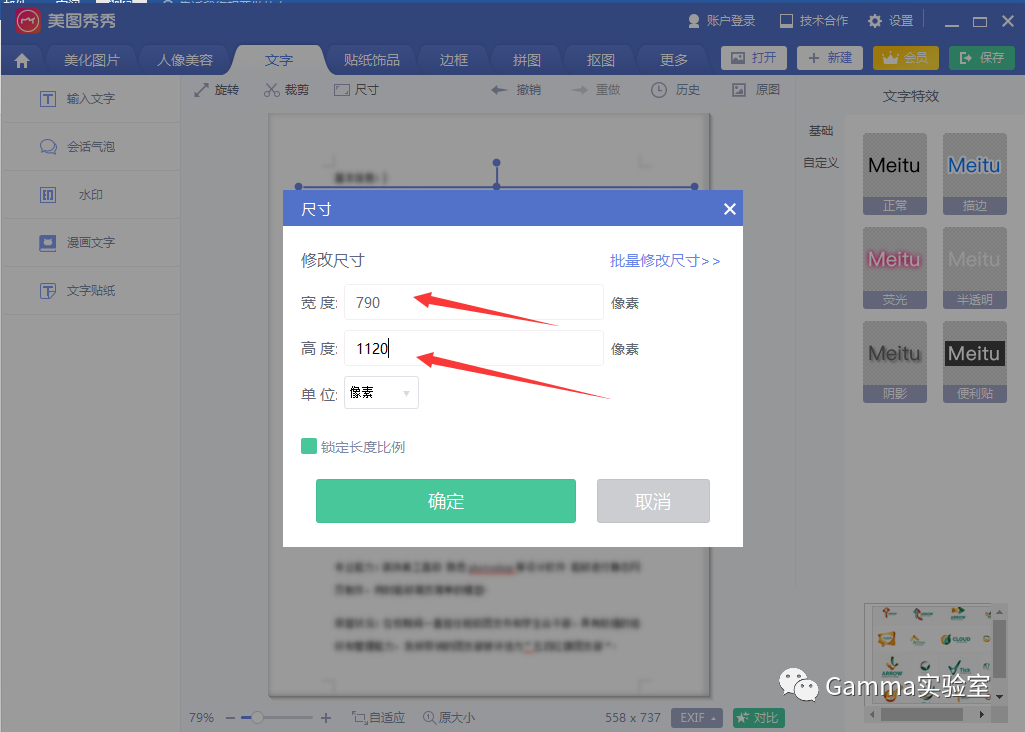 美图秀秀
账户登录 技术合作 设置
美化图片 人像美容 文字 贴纸饰品 边框 拼图 抠图 更多 打开 新建 会员 保存
旋转 裁剪 尺寸 撤销 重做 历史 原图
文字特效
输入文字
会话气泡
水印
漫画文字
文字贴纸
基础
自定义
Meitu Meitu
正常 描边
Meitu Meitu
荧光 半透明
Meitu Meitu
阴影 便利贴
尺寸
修改尺寸 批量修改尺寸>>
宽 度: 790 像素
高 度: 1120 像素
单 位: 像素
锁定长度比例
确定 取消
79% 自适应 原大小 558 x 737 EXIF 对比
Gamma实验室